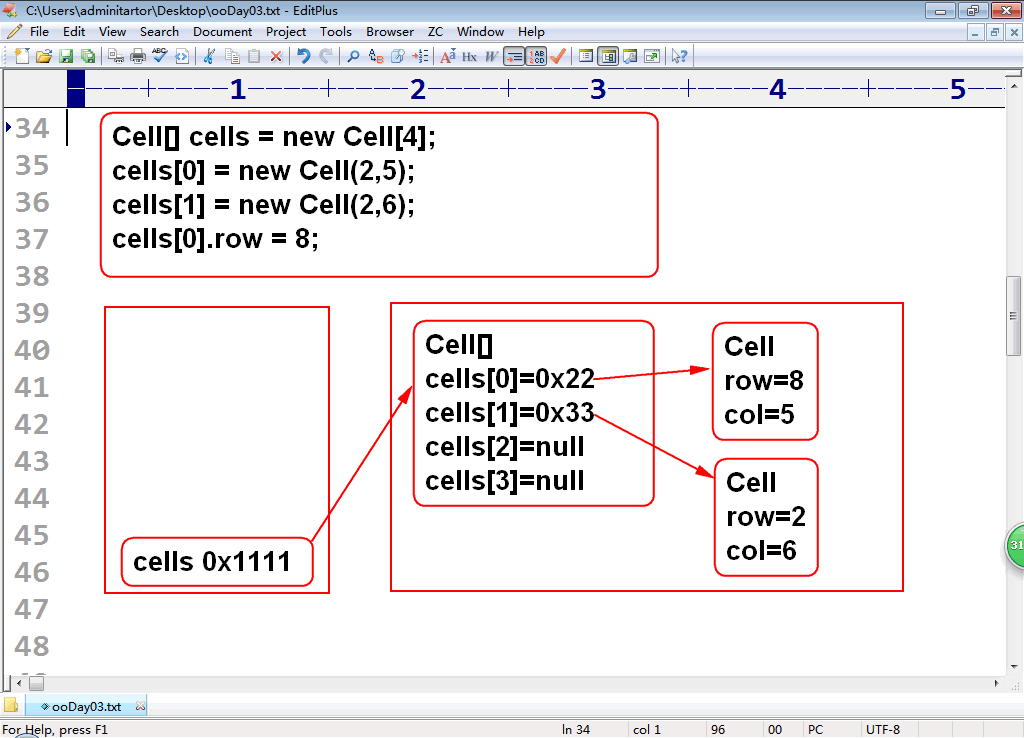 C:\Users\adminitartor\Desktop\ooDay03.txt - EditPlus
File Edit View Search Document Project Tools Browser ZC Window Help
1 2 3 4 5
34
35
36
37
38
39
40
41
42
43
44
45
46
47
48
Cell[] cells = new Cell[4];
cells[0] = new Cell(2,5);
cells[1] = new Cell(2,6);
cells[0].row = 8;
cells 0x1111
Cell[]
cells[0]=0x22
cells[1]=0x33
cells[2]=null
cells[3]=null
Cell
row=8
col=5
Cell
row=2
col=6
31
ooDay03.txt
For Help, press F1 ln 34 col 1 96 00 PC UTF-8